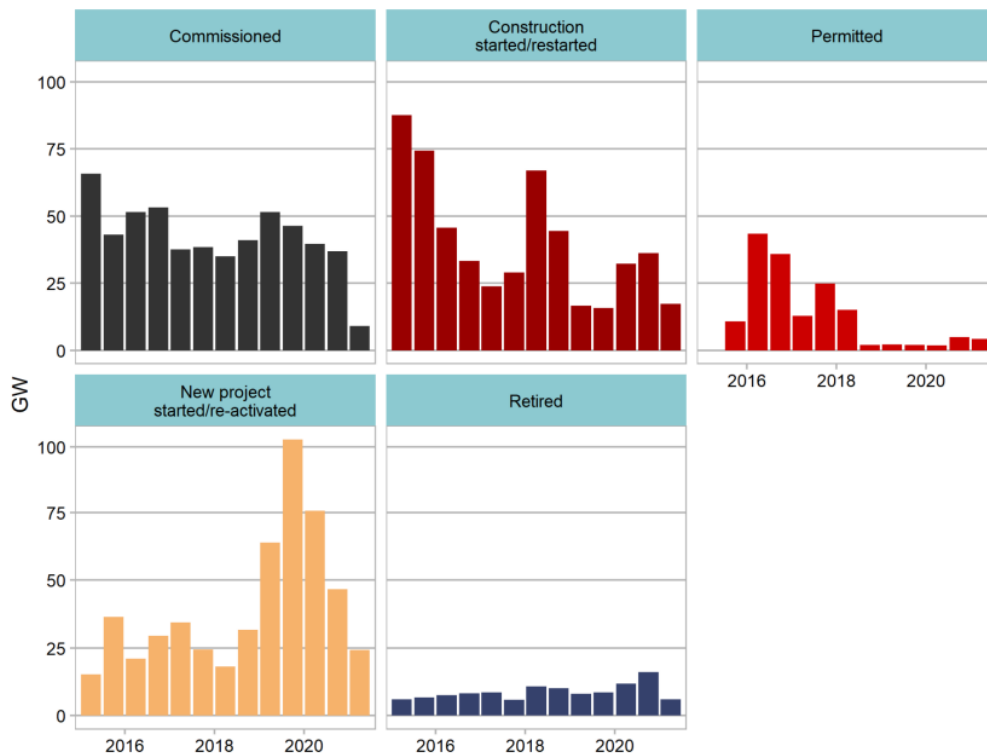 Commissioned
Construction
started/restarted
Permitted
100
75
50
25
0
2016 2018 2020
GW
New project
started/re-activated
Retired
100
75
50
25
0
2016 2018 2020
2016 2018 2020